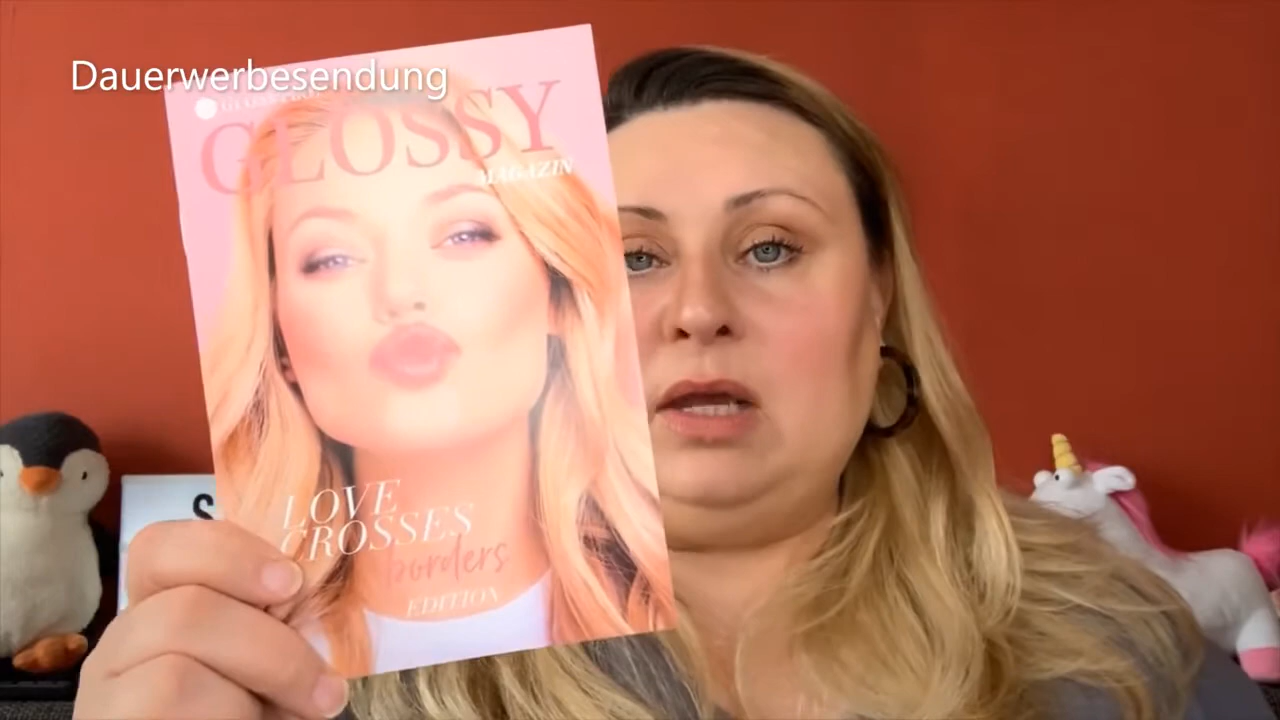 Dauerwerbesendung
GLOSSY
MAGAZIN
S
LOVE
CROSSES
borders
EDITION